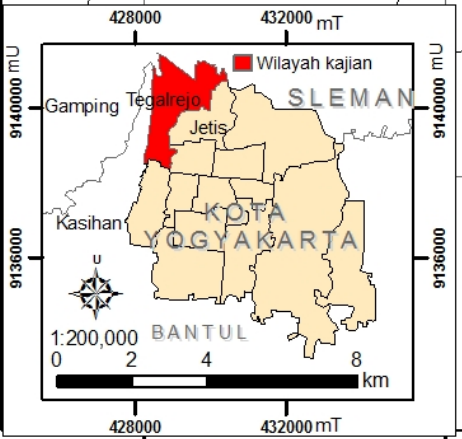 428000 432000 mT
mU 9140000 9136000
Wilayah kajian
SLEMAN
Gamping
Tegalrejo
Jetis
Kasihan
KOTA
YOGYAKARTA
U
BANTUL
1:200,000
0 2 4 8
km
mU 9140000 9136000
428000 432000 mT